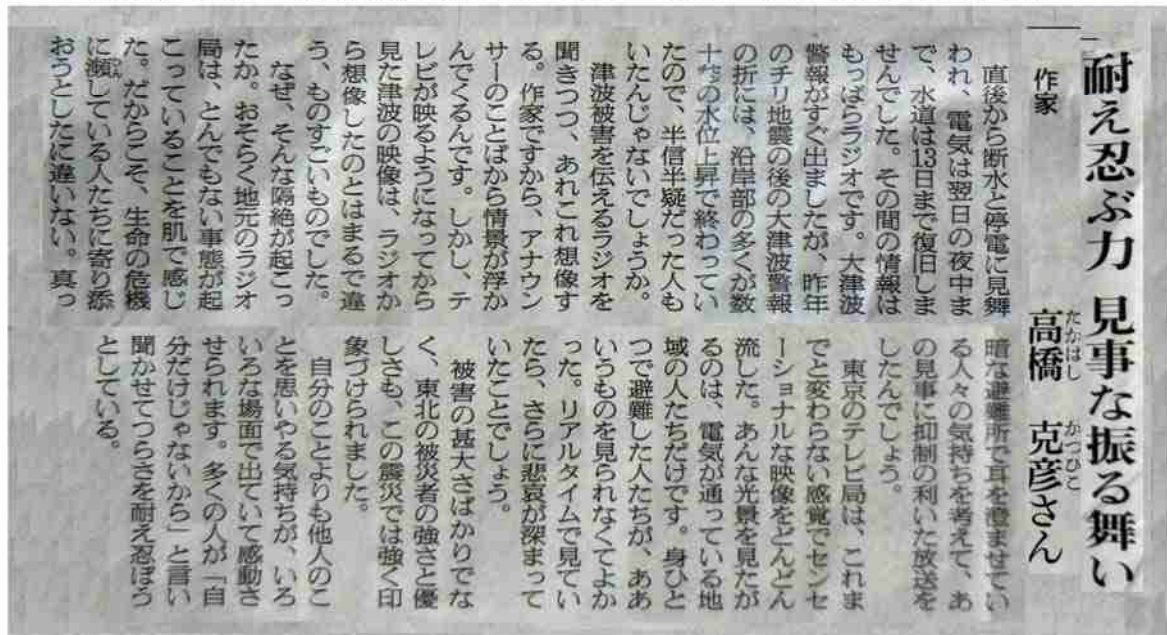 耐え忍ぶ力 見事な振る舞い
作家
高橋 克彦さん
たかはし かつひこ
直後から断水と停電に見舞
われ、電気は翌日の夜中ま
で、水道は13日まで復旧しま
せんでした。その間の情報は
もっぱらラジオです。大津波
警報がすぐ出ましたが、昨年
のチリ地震の後の大津波警報
の折には、沿岸部の多くが数
十㌢の水位上昇で終わってい
たので、半信半疑だった人も
いたんじゃないでしょうか。
津波被害を伝えるラジオを
聞きつつ、あれこれ想像す
る。作家ですから、アナウン
サーのことばから情景が浮か
んでくるんです。しかし、テ
レビが映るようになってから
見た津波の映像は、ラジオか
ら想像したのとはまるで違
う、ものすごいものでした。
なぜ、そんな隔絶が起こっ
たか。おそらく地元のラジオ
局は、とんでもない事態が起
こっていることを肌で感じ
た。だからこそ、生命の危機
に瀕している人たちに寄り添
おうとしたに違いない。真っ
暗な避難所で耳を澄ませてい
る人々の気持ちを考えて、あ
の見事に抑制の利いた放送を
したんでしょう。
東京のテレビ局は、これま
でと変わらない感覚でセンセ
ーショナルな映像をどんどん
流した。あんな光景を見たが
るのは、電気が通っている地
域の人たちだけです。身ひと
つで避難した人たちが、ああ
いうものを見られなくてよか
った。リアルタイムで見てい
たら、さらに悲哀が深まって
いたことでしょう。
被害の甚大さばかりでな
く、東北の被災者の強さと優
しさも、この震災では強く印
象づけられました。
自分のことよりも他人のこ
とを思いやる気持ちが、いろ
いろな場面で出ていて感動さ
せられます。多くの人が「自
分だけじゃないから」と言い
聞かせてつらさを耐え忍ぼう
としている。